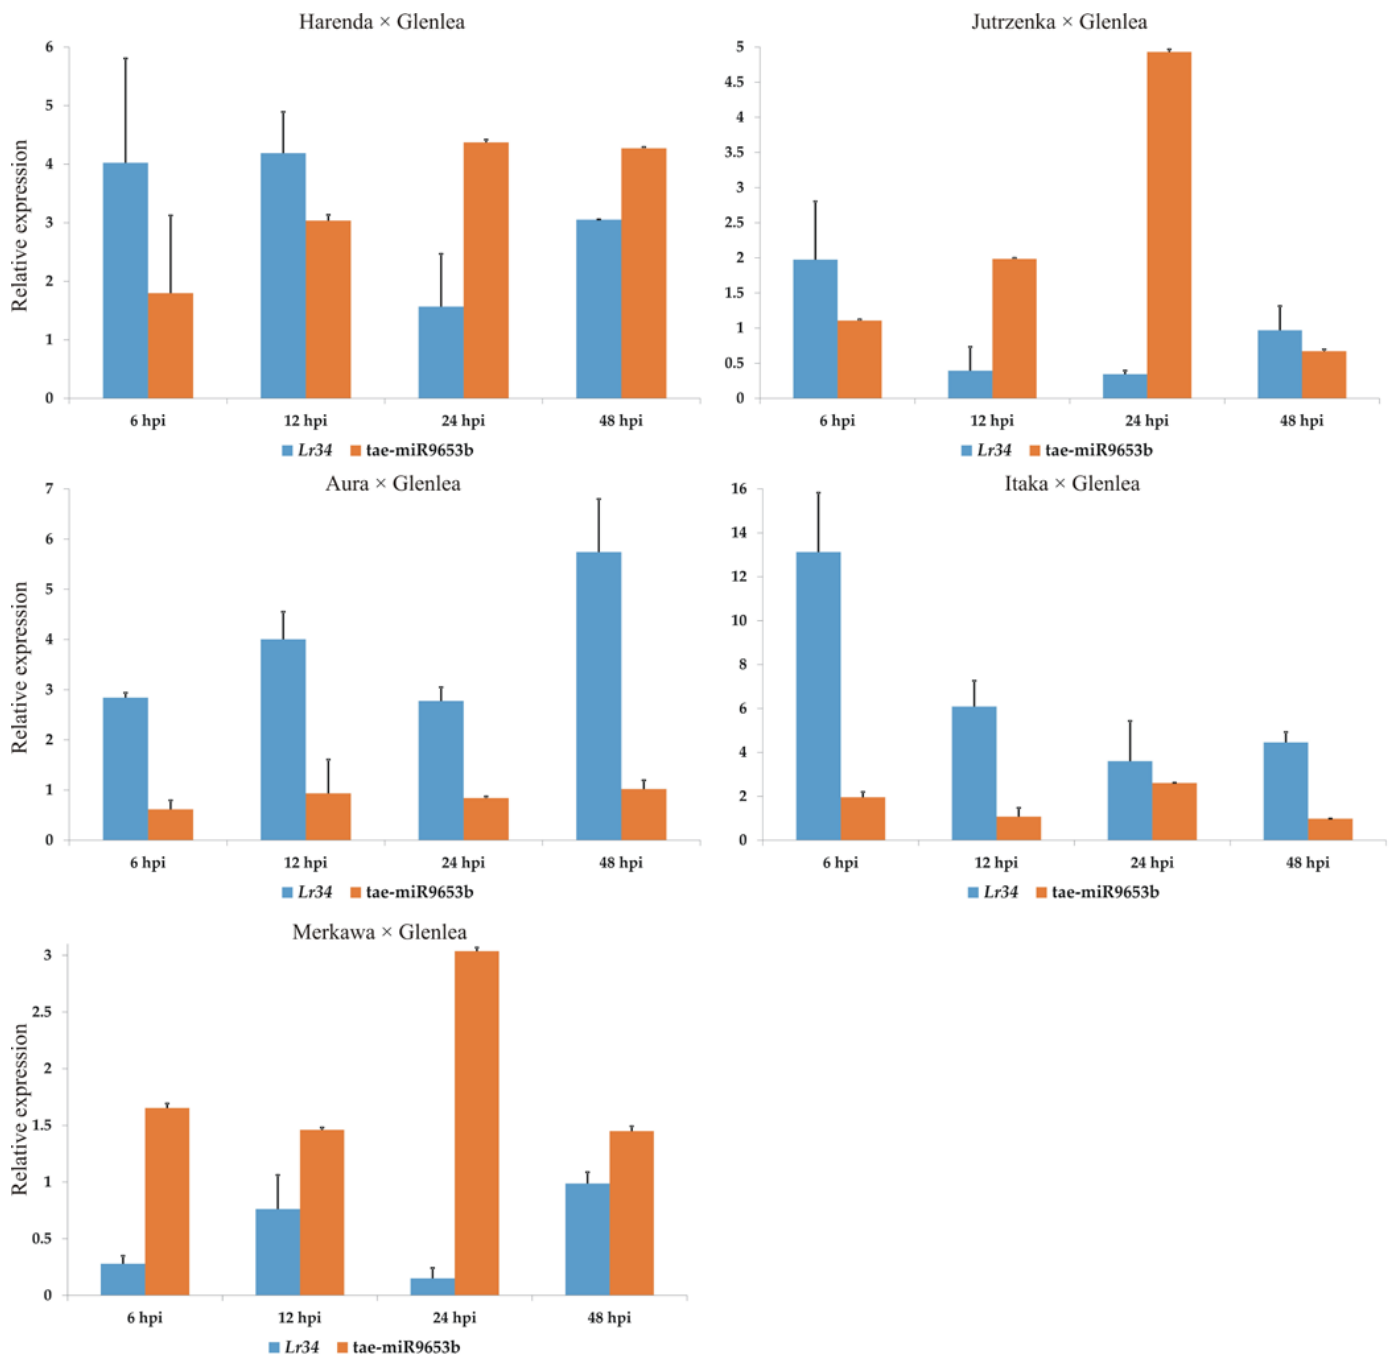 Harenda × Glenlea
Relative expression
6
5
4
3
2
1
0
6 hpi 12 hpi 24 hpi 48 hpi
Lr34 tae-miR9653b
Jutrzenka × Glenlea
5
4.5
4
3.5
3
2.5
2
1.5
1
0.5
0
6 hpi 12 hpi 24 hpi 48 hpi
Lr34 tae-miR9653b
Aura × Glenlea
Relative expression
7
6
5
4
3
2
1
0
6 hpi 12 hpi 24 hpi 48 hpi
Lr34 tae-miR9653b
Itaka × Glenlea
16
14
12
10
8
6
4
2
0
6 hpi 12 hpi 24 hpi 48 hpi
Lr34 tae-miR9653b
Merkawa × Glenlea
Relative expression
3
2.5
2
1.5
1
0.5
0
6 hpi 12 hpi 24 hpi 48 hpi
Lr34 tae-miR9653b